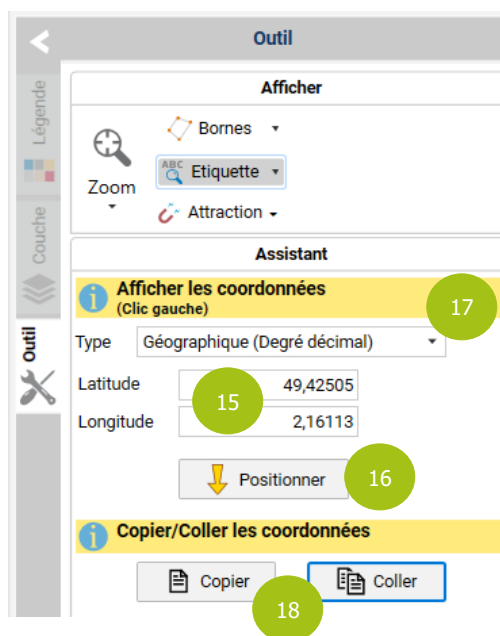 Outil
Légende
Couche
Outil
Afficher
Zoom
Bornes
ABC Etiquette
Attraction
Assistant
Afficher les coordonnées
(Clic gauche)
17
Type Géographique (Degré décimal)
Latitude 49,42505
15
Longitude 2,16113
Positionner 16
Copier/Coller les coordonnées
Copier Coller
18